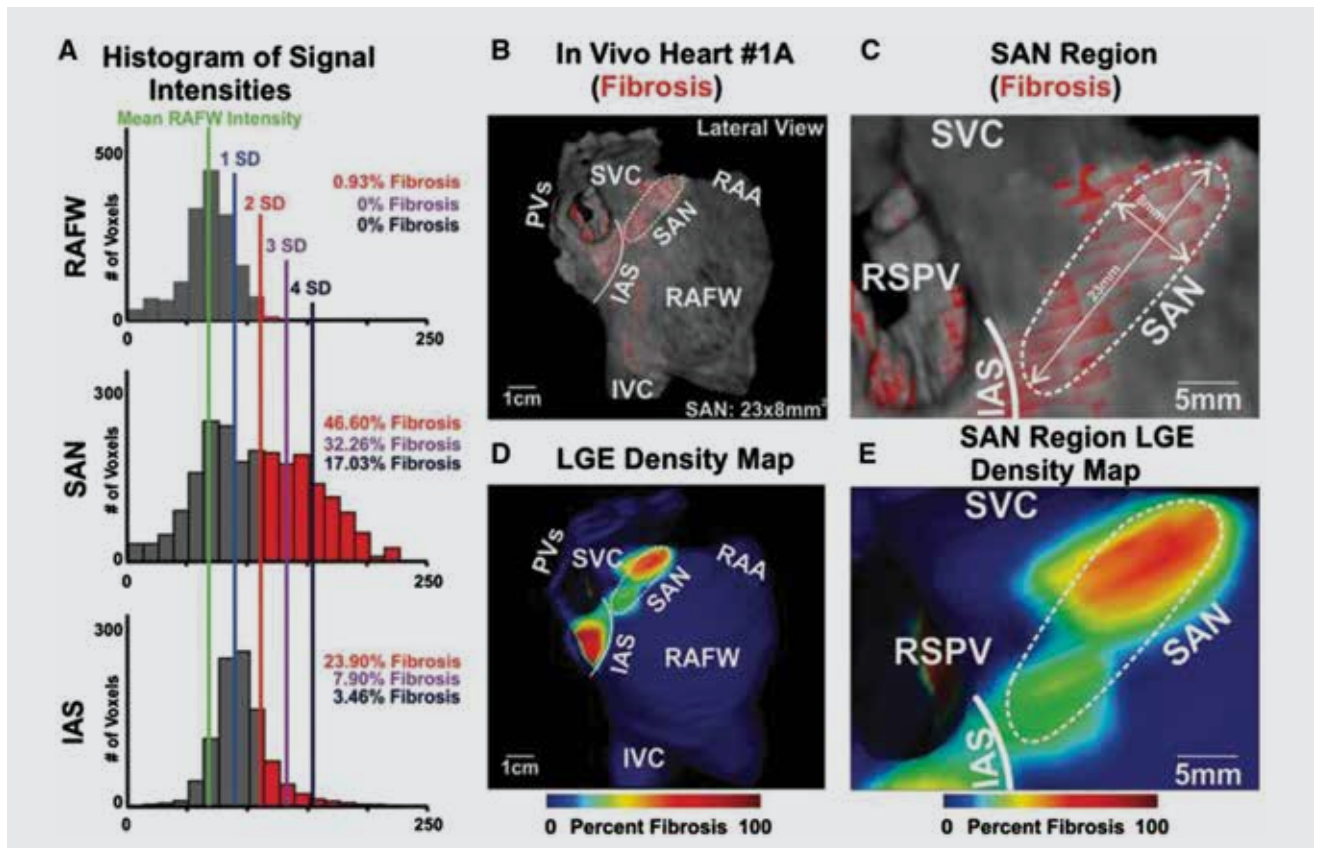 A Histogram of Signal
Intensities
Mean RAFW Intensity
500
1 SD
2 SD
3 SD
4 SD
0.93% Fibrosis
0% Fibrosis
0% Fibrosis
RAFW
# of Voxels
0
0
250
300
46.60% Fibrosis
32.26% Fibrosis
17.03% Fibrosis
SAN
# of Voxels
0
0
250
300
23.90% Fibrosis
7.90% Fibrosis
3.46% Fibrosis
IAS
# of Voxels
0
0
250
B In Vivo Heart #1A
(Fibrosis)
Lateral View
SVC
RAA
PVs
SAN
IAS
RAFW
IVC
1cm
SAN: 23x8mm²
C SAN Region
(Fibrosis)
SVC
8mm
RSPV
23mm
SAN
IAS
5mm
D LGE Density Map
PVs
SVC
RAA
SAN
IAS
RAFW
IVC
1cm
0 Percent Fibrosis 100
E SAN Region LGE
Density Map
SVC
RSPV
SAN
IAS
5mm
0 Percent Fibrosis 100